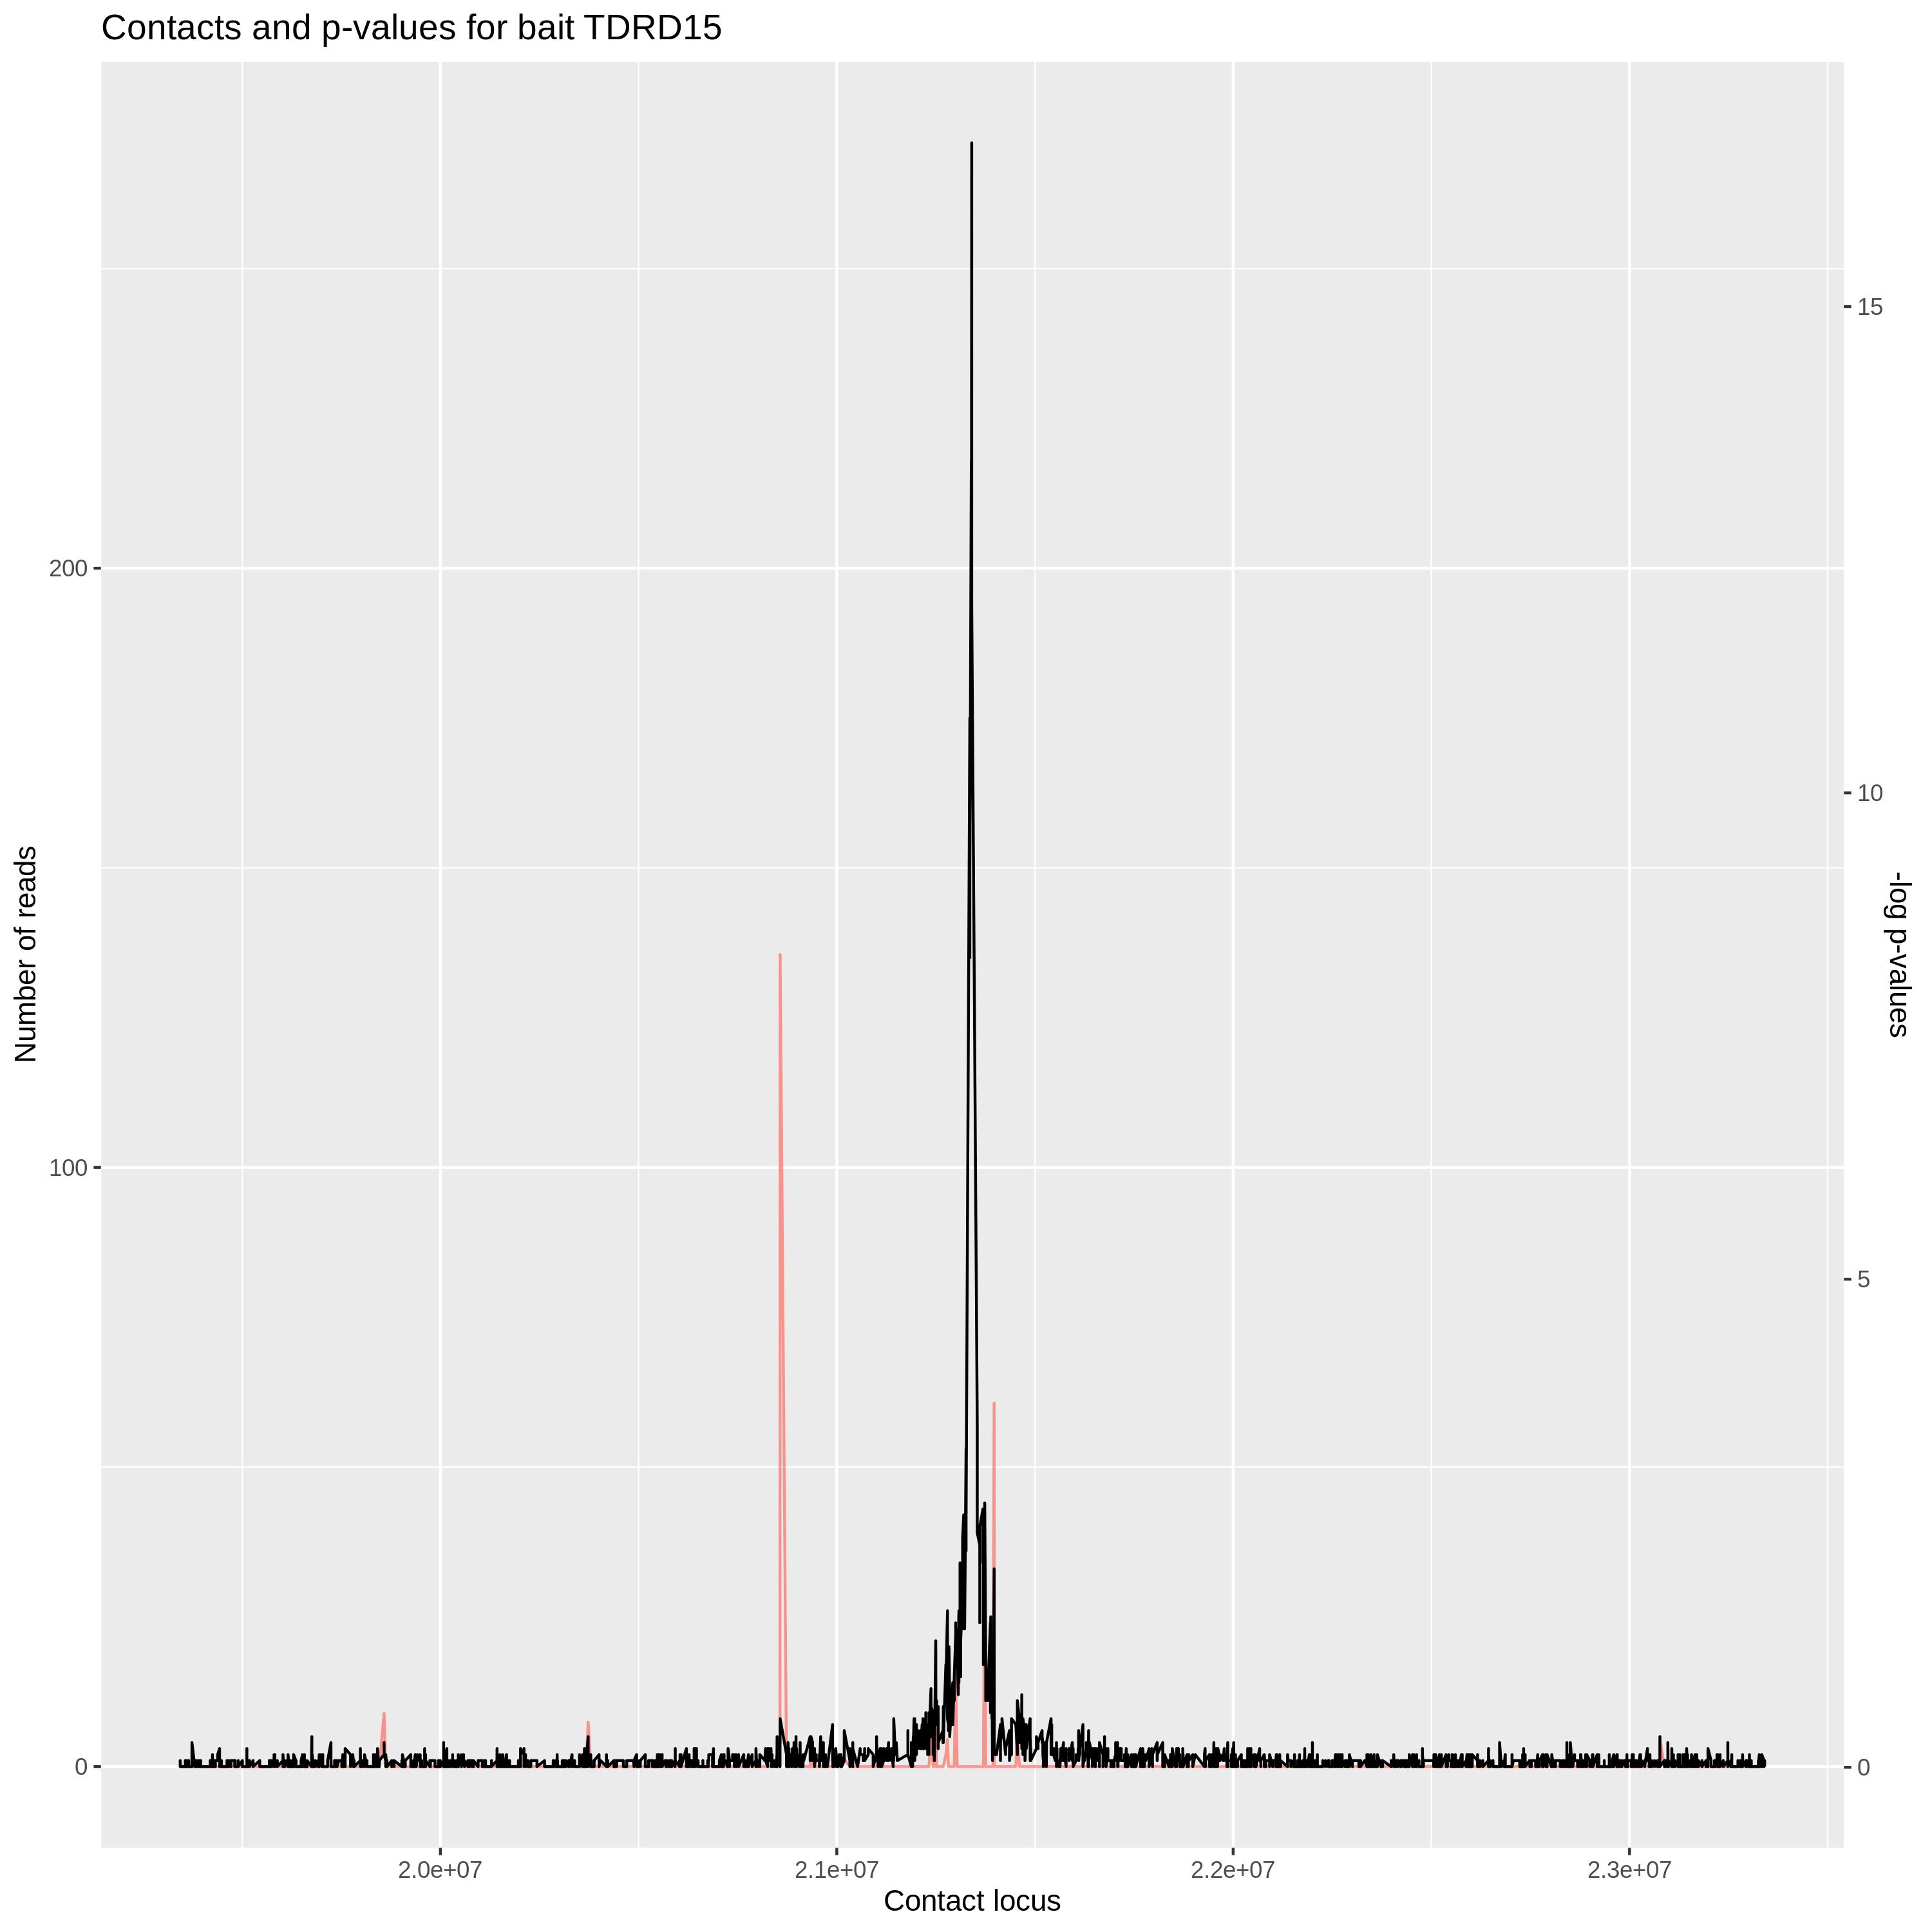 Contacts and p-values for bait TDRD15
Number of reads
200
100
0
15
10
5
0
-log p-values
2.0e+07
2.1e+07
2.2e+07
2.3e+07
Contact locus